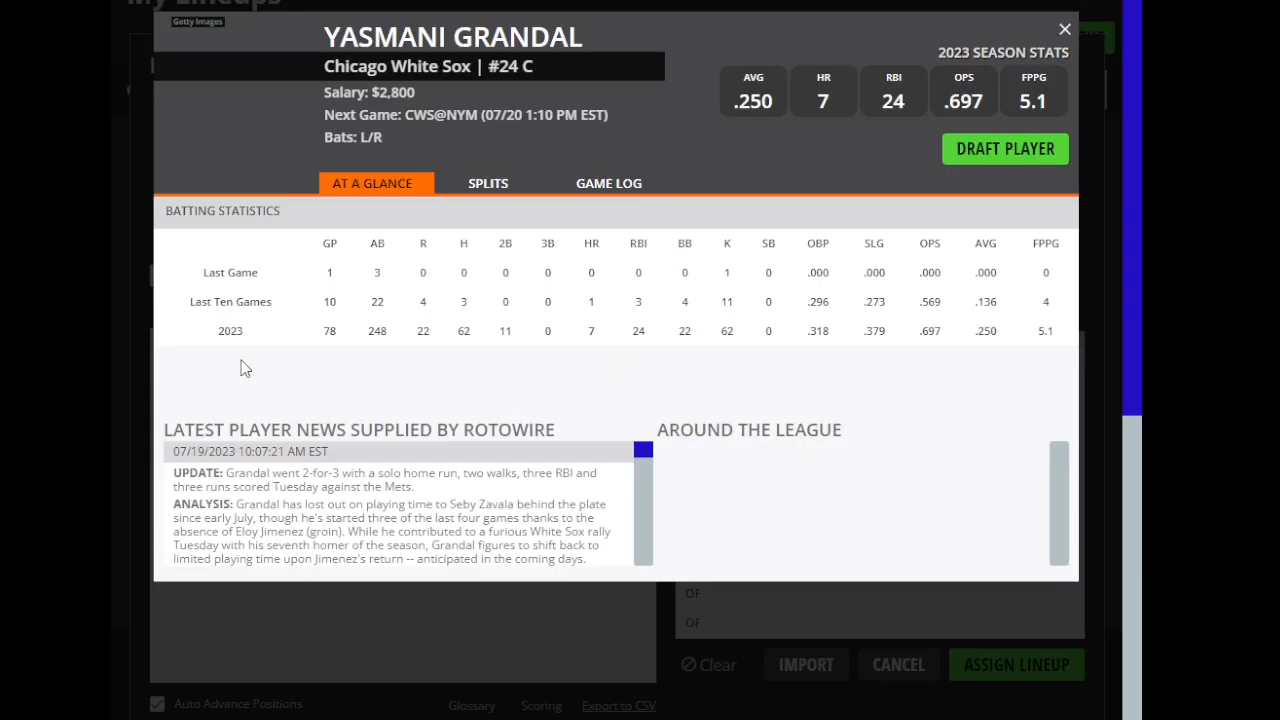 My Lineups
Getty Images
YASMANI GRANDAL
Chicago White Sox | #24 C
Salary: $2,800
Next Game: CWS@NYM (07/20 1:10 PM EST)
Bats: L/R
2023 SEASON STATS
AVG HR RBI OPS FPPG
.250 7 24 .697 5.1
DRAFT PLAYER
AT A GLANCE SPLITS GAME LOG
BATTING STATISTICS
GP AB R H 2B 3B HR RBI BB K SB OBP SLG OPS AVG FPPG
Last Game 1 3 0 0 0 0 0 0 0 1 0 .000 .000 .000 .000 0
Last Ten Games 10 22 4 3 0 0 1 3 4 11 0 .296 .273 .569 .136 4
2023 78 248 22 62 11 0 7 24 22 62 0 .318 .379 .697 .250 5.1
LATEST PLAYER NEWS SUPPLIED BY ROTOWIRE
07/19/2023 10:07:21 AM EST
UPDATE: Grandal went 2-for-3 with a solo home run, two walks, three RBI and
three runs scored Tuesday against the Mets.
ANALYSIS: Grandal has lost out on playing time to Seby Zavala behind the plate
since early July, though he's started three of the last four games thanks to the
absence of Eloy Jimenez (groin). While he contributed to a furious White Sox rally
Tuesday with his seventh homer of the season, Grandal figures to shift back to
limited playing time upon Jimenez's return -- anticipated in the coming days.
AROUND THE LEAGUE
OF
OF
Clear IMPORT CANCEL ASSIGN LINEUP
Auto Advance Positions Glossary Scoring Export to CSV